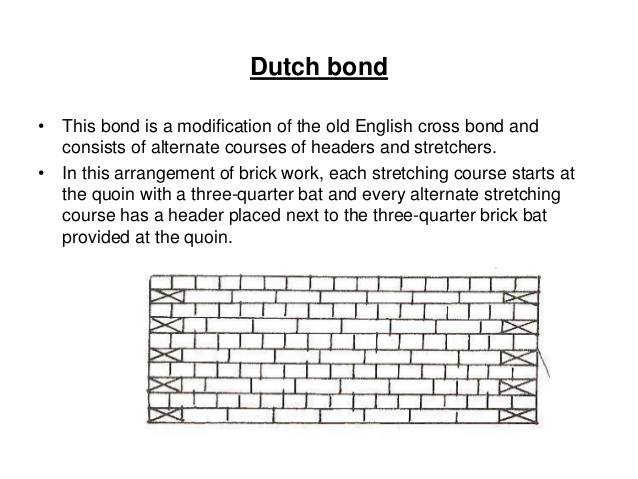 Dutch bond
• This bond is a modification of the old English cross bond and
consists of alternate courses of headers and stretchers.
• In this arrangement of brick work, each stretching course starts at
the quoin with a three-quarter bat and every alternate stretching
course has a header placed next to the three-quarter brick bat
provided at the quoin.